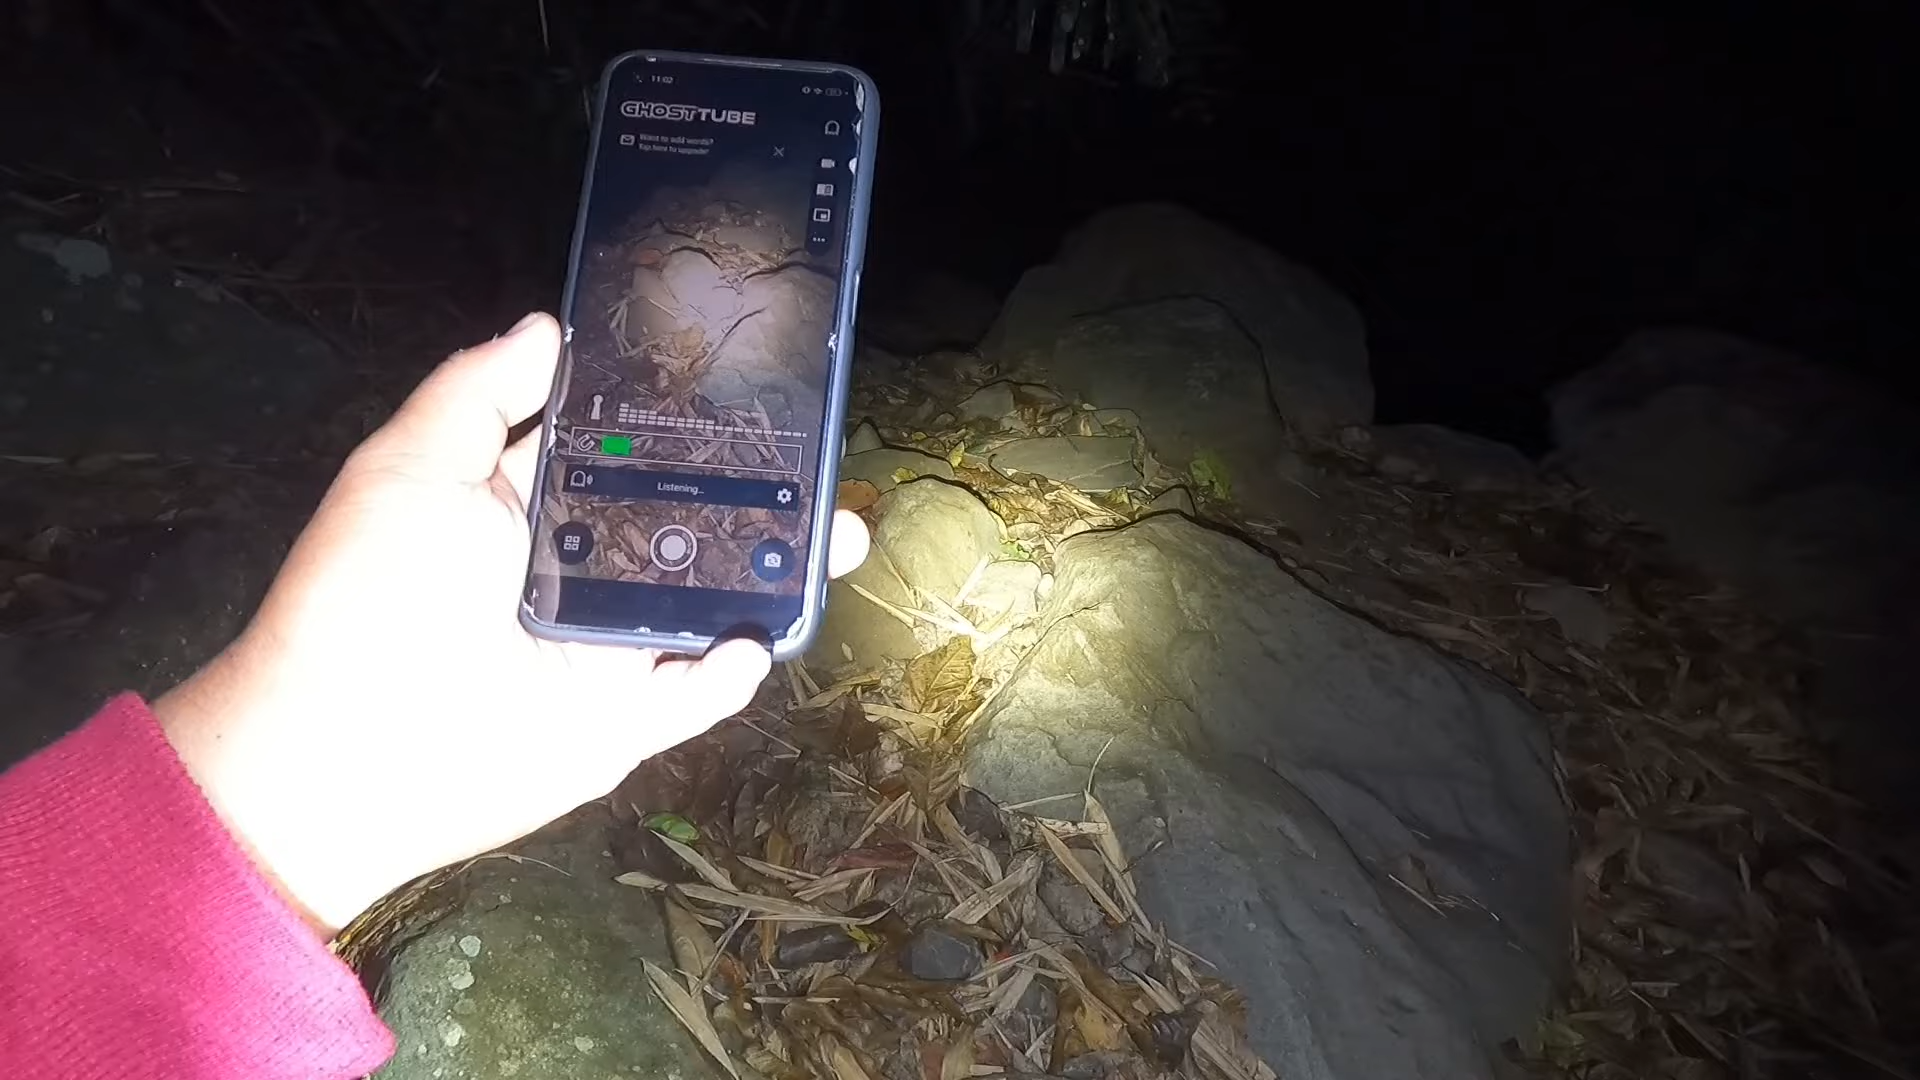 11:02
GHOSTTUBE
Want to add words?
Tap here to upgrade!
Listening...